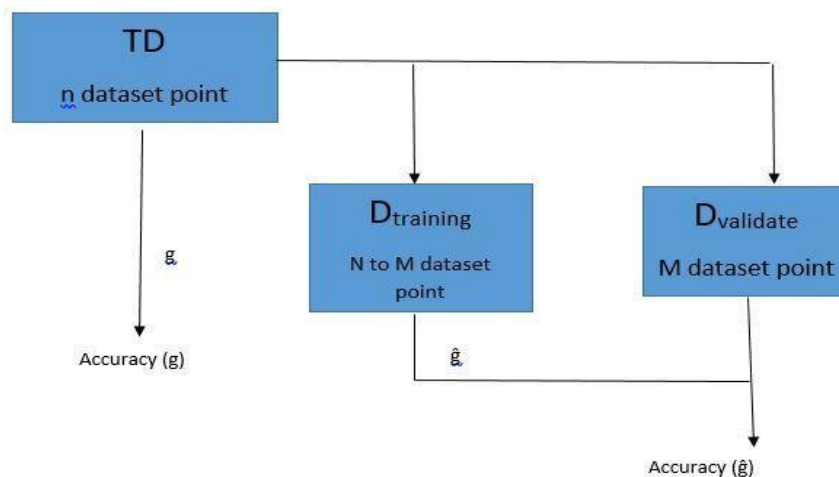 TD
n dataset point
Dtraining
N to M dataset
point
Dvalidate
M dataset point
g
Accuracy (g)
ĝ
Accuracy (ĝ)